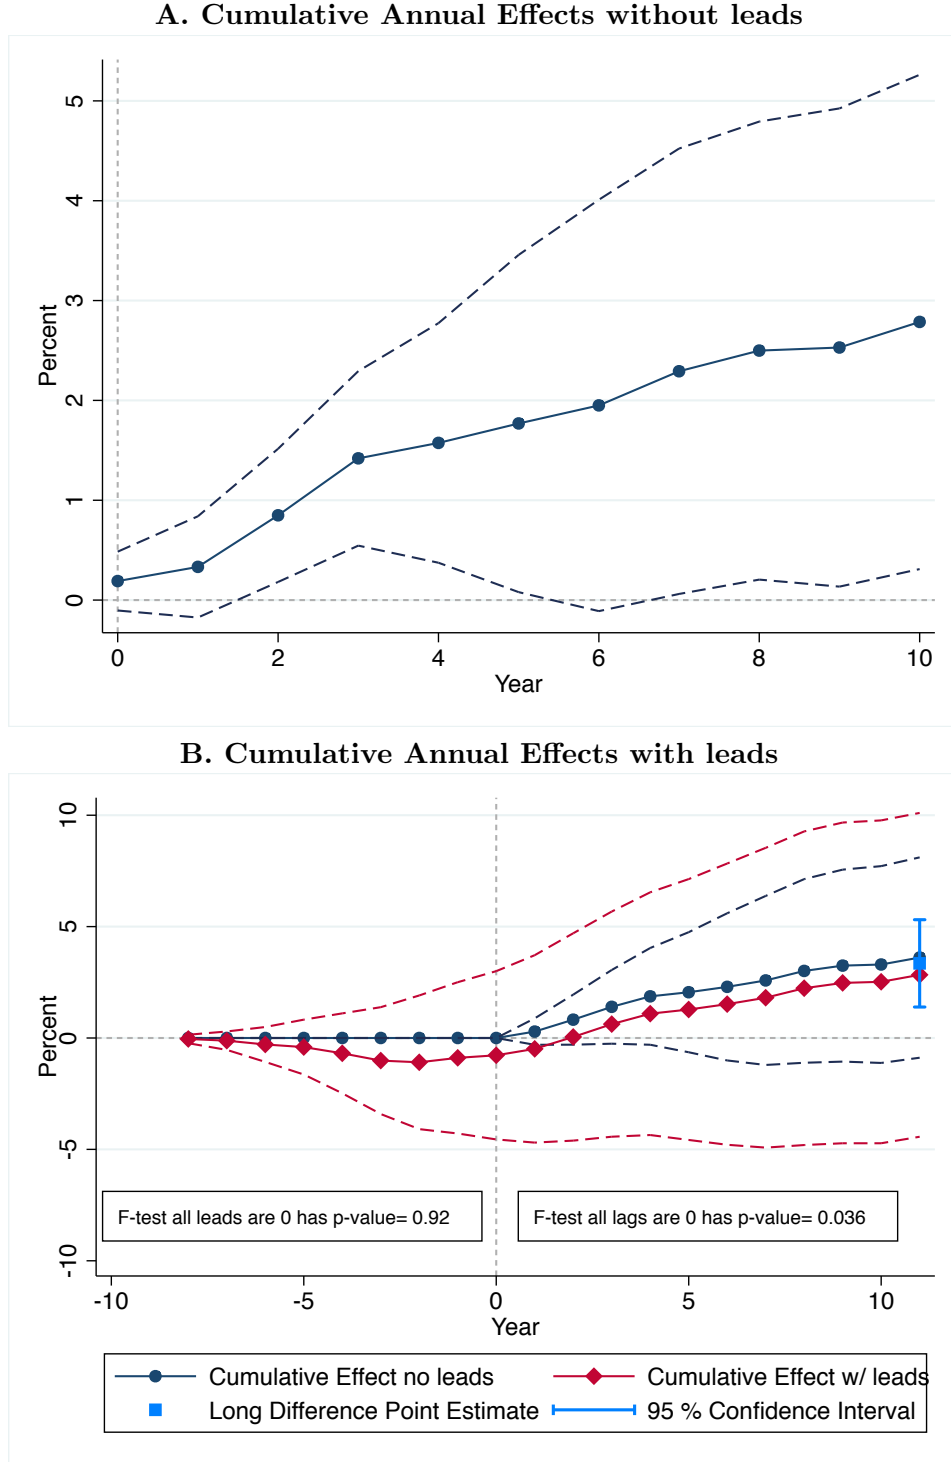 A. Cumulative Annual Effects without leads
5
4
3
2
1
0
Percent
0 2 4 6 8 10
Year
B. Cumulative Annual Effects with leads
10
5
0
-5
-10
Percent
F-test all leads are 0 has p-value= 0.92
F-test all lags are 0 has p-value= 0.036
-10 -5 0 5 10
Year
Cumulative Effect no leads
Cumulative Effect w/ leads
Long Difference Point Estimate
95 % Confidence Interval